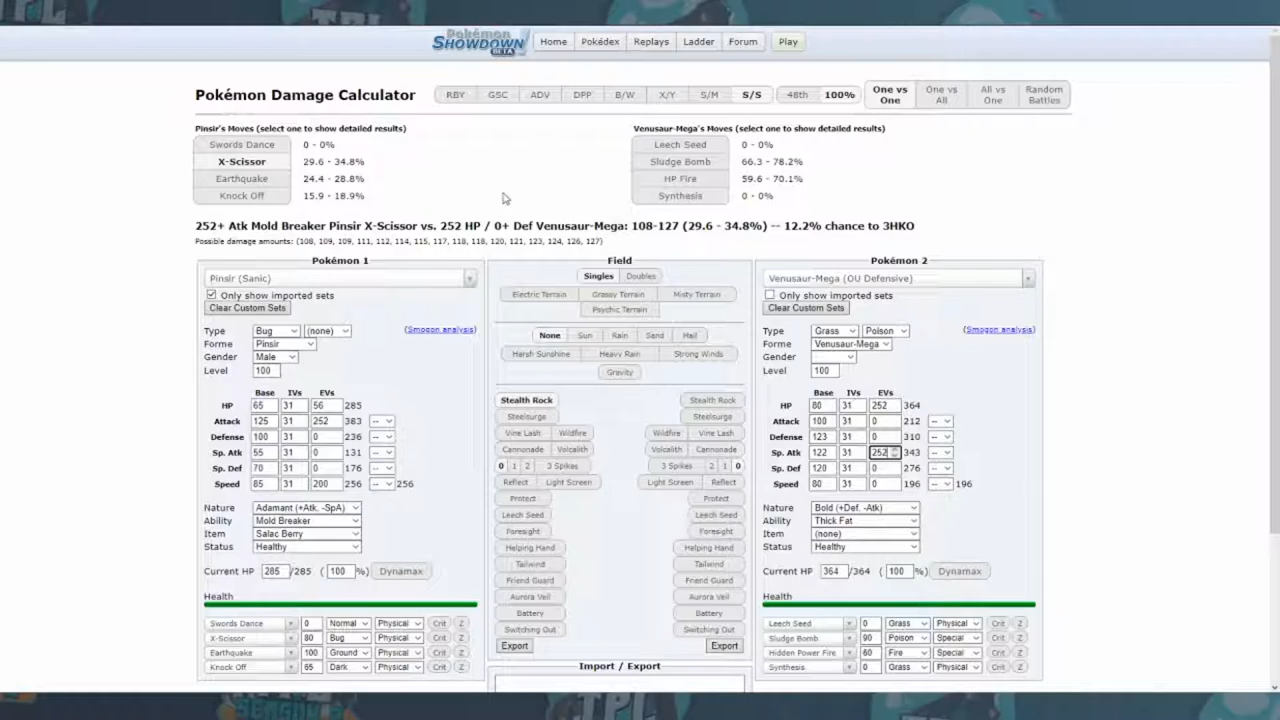 Pokémon
SHOWDOWN
BETA
Home Pokédex Replays Ladder Forum Play
Pokémon Damage Calculator RBY GSC ADV DPP B/W X/Y S/M S/S 48th 100% One vs One One vs All All vs One Random Battles
Pinsir's Moves (select one to show detailed results) Venusaur-Mega's Moves (select one to show detailed results)
Swords Dance 0 - 0% Leech Seed 0 - 0%
X-Scissor 29.6 - 34.8% Sludge Bomb 66.3 - 78.2%
Earthquake 24.4 - 28.8% HP Fire 59.6 - 70.1%
Knock Off 15.9 - 18.9% Synthesis 0 - 0%
252+ Atk Mold Breaker Pinsir X-Scissor vs. 252 HP / 0+ Def Venusaur-Mega: 108-127 (29.6 - 34.8%) -- 12.2% chance to 3HKO
Possible damage amounts: (108, 109, 109, 111, 112, 114, 115, 117, 118, 118, 120, 121, 123, 124, 126, 127)
Pokémon 1 Field Pokémon 2
Pinsir (Sanic) Singles Doubles Venusaur-Mega (OU Defensive)
Only show imported sets Electric Terrain Grassy Terrain Misty Terrain Only show imported sets
Clear Custom Sets Psychic Terrain Clear Custom Sets
Type Bug (none) (Smogon analysis) None Sun Rain Sand Hail Type Grass Poison (Smogon analysis)
Forme Pinsir Forme Venusaur-Mega
Gender Male Harsh Sunshine Heavy Rain Strong Winds Gender
Level 100 Gravity Level 100
Base IVs EVs Base IVs EVs
HP 65 31 56 285 Stealth Rock Stealth Rock HP 80 31 252 364
Attack 125 31 252 383 -- Steelsurge Steelsurge Attack 100 31 0 212 --
Defense 100 31 0 236 -- Vine Lash Wildfire Wildfire Vine Lash Defense 123 31 0 310 --
Sp. Atk 55 31 0 131 -- Cannonade Volcalith Volcalith Cannonade Sp. Atk 122 31 252 343 --
Sp. Def 70 31 0 176 -- 0 1 2 3 Spikes 3 Spikes 2 1 0 Sp. Def 120 31 0 276 --
Speed 85 31 200 256 -- 256 Reflect Light Screen Light Screen Reflect Speed 80 31 0 196 -- 196
Protect Protect
Nature Adamant (+Atk, -SpA) Leech Seed Leech Seed Nature Bold (+Def, -Atk)
Ability Mold Breaker Foresight Foresight Ability Thick Fat
Item Salac Berry Helping Hand Helping Hand Item (none)
Status Healthy Tailwind Tailwind Status Healthy
Current HP 285 /285 ( 100 %) Dynamax Friend Guard Friend Guard Current HP 364 /364 ( 100 %) Dynamax
Health Aurora Veil Aurora Veil Health
Battery Battery
Swords Dance 0 Normal Physical Crit Z Switching Out Switching Out Leech Seed 0 Grass Physical Crit Z
X-Scissor 80 Bug Physical Crit Z Export Export Sludge Bomb 90 Poison Special Crit Z
Earthquake 100 Ground Physical Crit Z Hidden Power Fire 60 Fire Special Crit Z
Knock Off 65 Dark Physical Crit Z Import / Export Synthesis 0 Grass Physical Crit Z
TPL